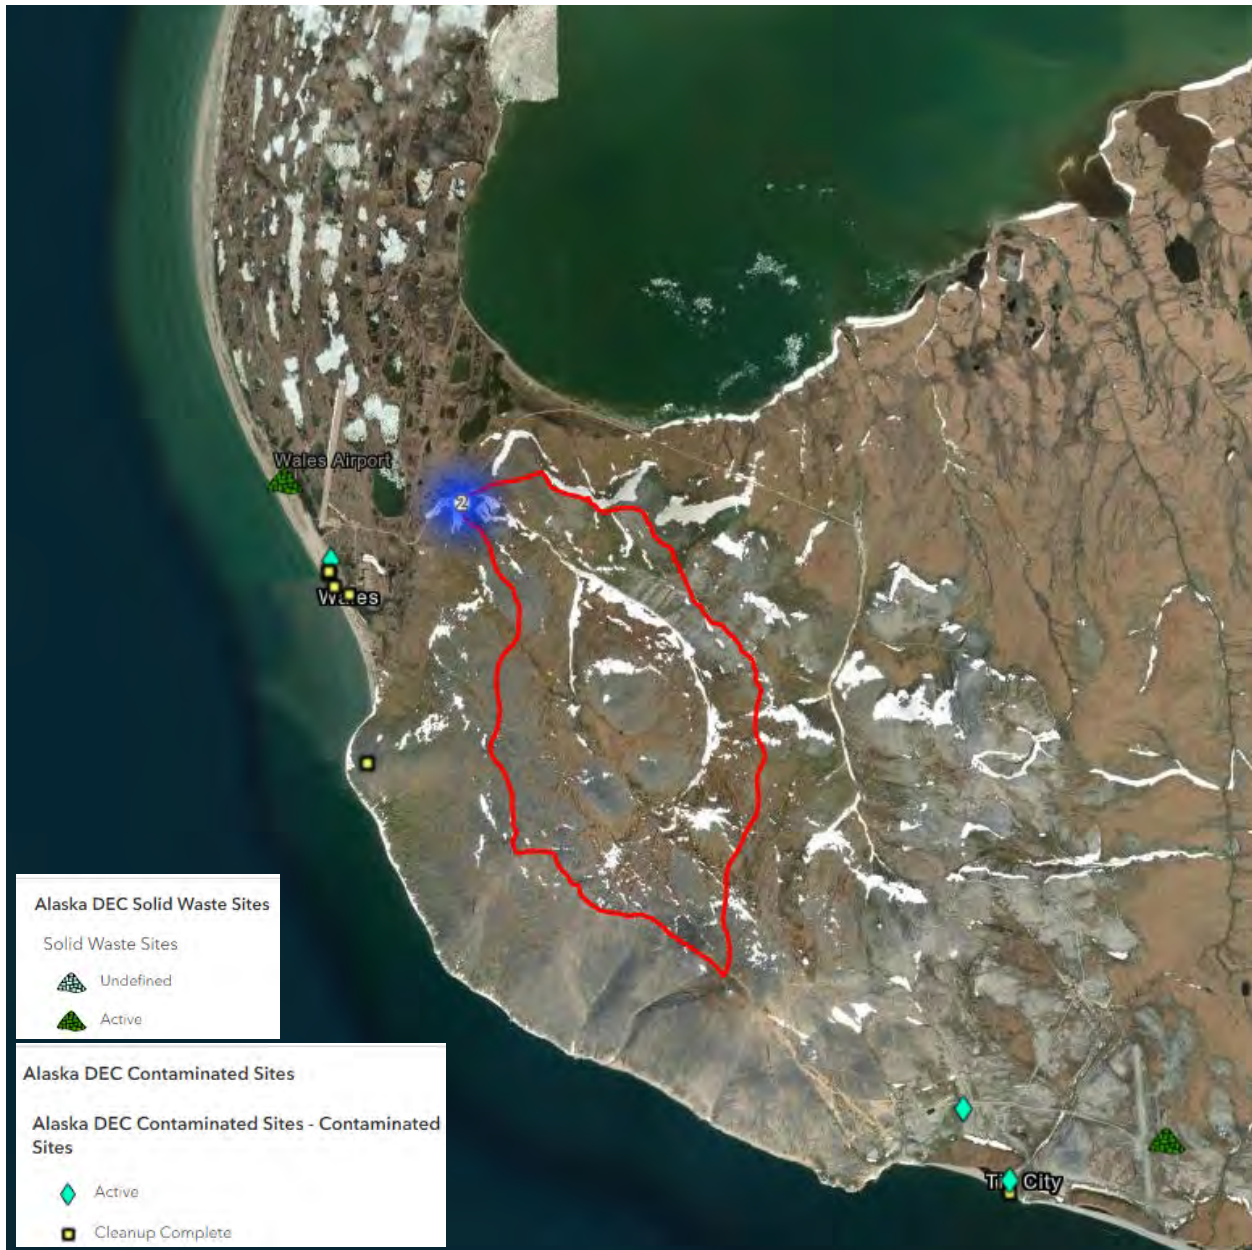 Wales Airport
2
Wales
Alaska DEC Solid Waste Sites
Solid Waste Sites
Undefined
Active
Alaska DEC Contaminated Sites
Alaska DEC Contaminated Sites - Contaminated
Sites
Active
Cleanup Complete
City